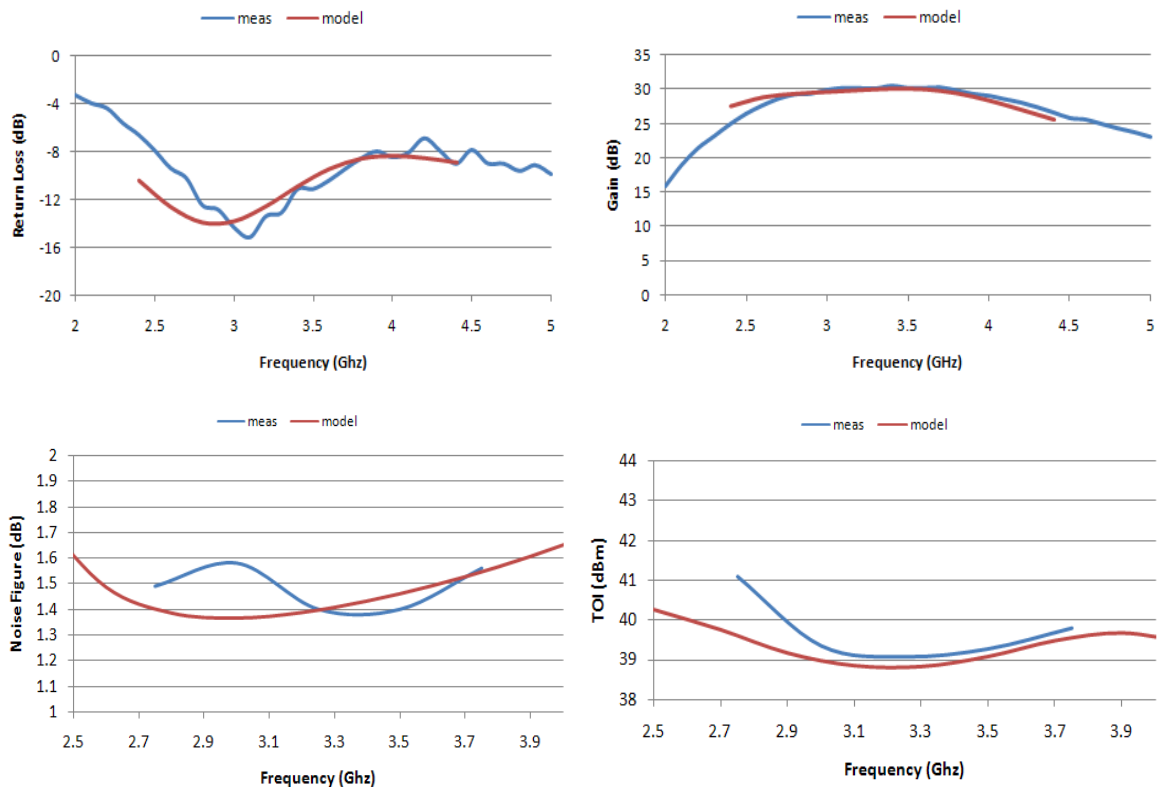 meas model
Return Loss (dB)
0
-4
-8
-12
-16
-20
2 2.5 3 3.5 4 4.5 5
Frequency (Ghz)
meas model
Gain (dB)
35
30
25
20
15
10
5
0
2 2.5 3 3.5 4 4.5 5
Frequency (GHz)
meas model
Noise Figure (dB)
2
1.9
1.8
1.7
1.6
1.5
1.4
1.3
1.2
1.1
1
2.5 2.7 2.9 3.1 3.3 3.5 3.7 3.9
Frequency (Ghz)
meas model
TOI (dBm)
44
43
42
41
40
39
38
2.5 2.7 2.9 3.1 3.3 3.5 3.7 3.9
Frequency (Ghz)